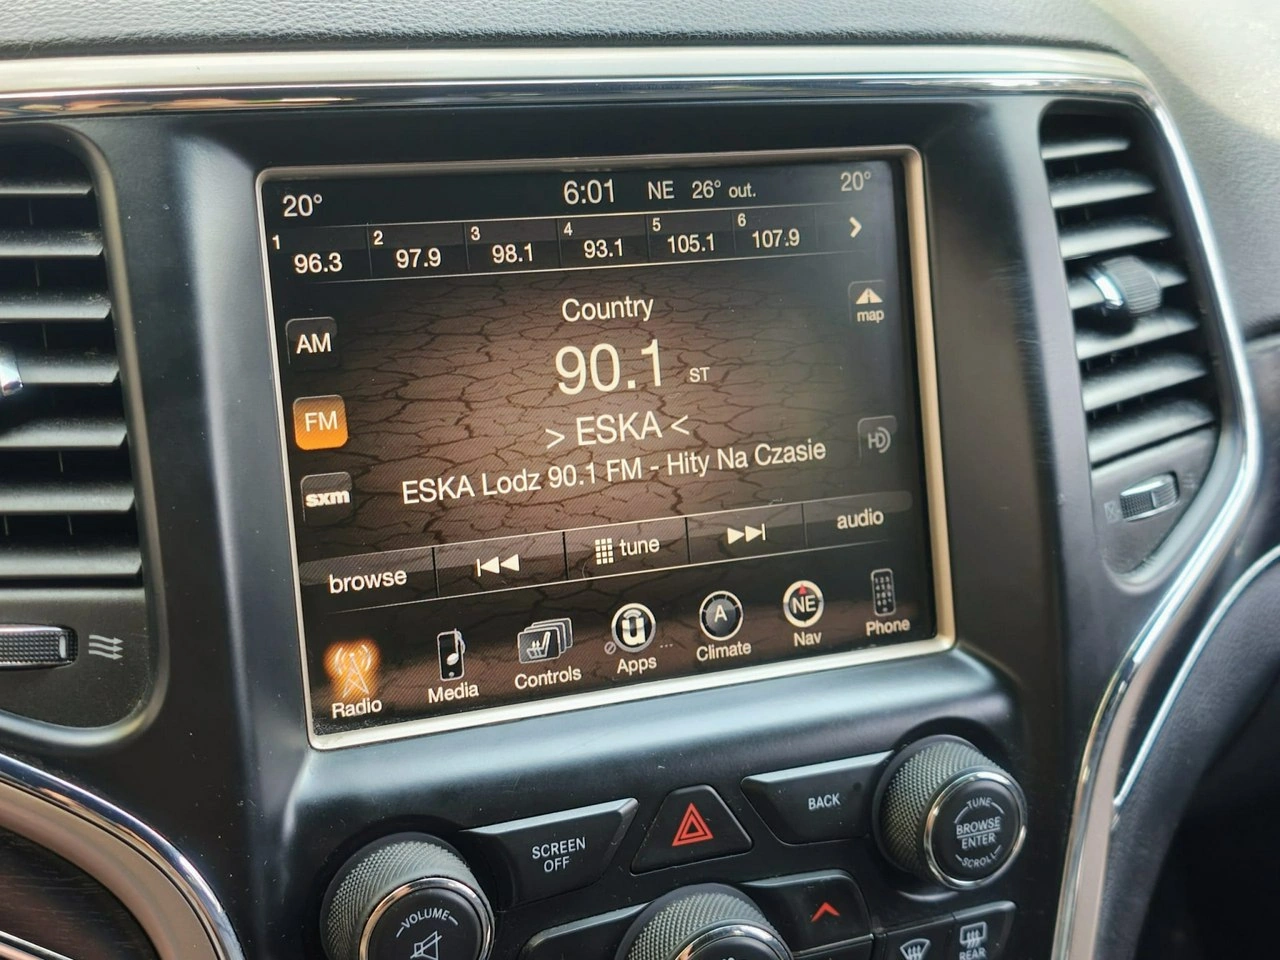 20° 6:01 NE 26° out. 20°
1 96.3 2 97.9 3 98.1 4 93.1 5 105.1 6 107.9
Country
map
AM
90.1 ST
FM
> ESKA <
HD
ESKA Lodz 90.1 FM - Hity Na Czasie
sxm
browse tune audio
Radio Media Controls Apps A Climate NE Nav Phone
SCREEN
OFF
BACK
TUNE
BROWSE
ENTER
SCROLL
VOLUME
REAR